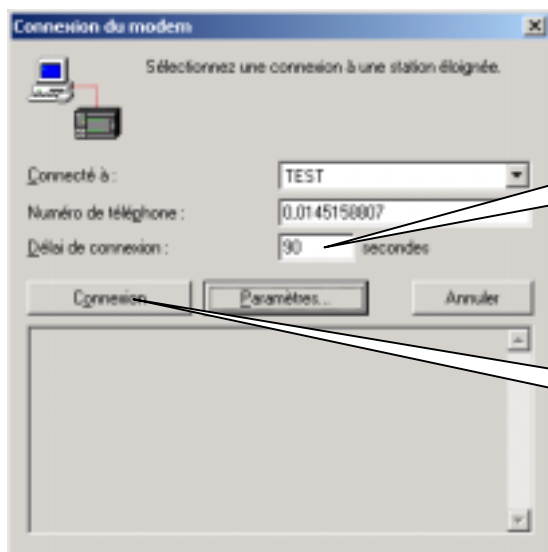 Connexion du modem
Sélectionnez une connexion à une station éloignée.
Connecté à :
TEST
Numéro de téléphone :
0,0145158807
Délai de connexion :
90
secondes
Connexion
Paramètres...
Annuler